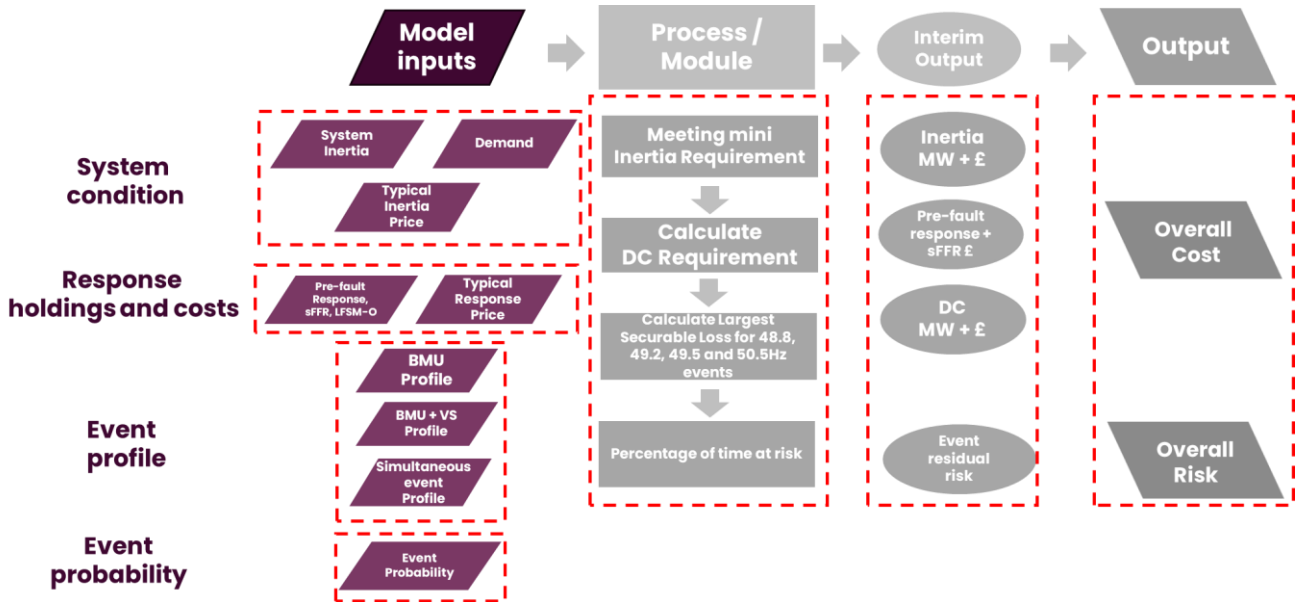 Model
inputs
Process /
Module
Interim
Output
Output
System
condition
System
Inertia
Demand
Typical
Inertia
Price
Meeting mini
Inertia Requirement
Inertia
MW + £
Response
holdings and costs
Pre-fault
Response,
sFFR, LFSM-O
Typical
Response
Price
Calculate
DC Requirement
Pre-fault
response +
sFFR £
Overall
Cost
Calculate Largest
Securable Loss for 48.8,
49.2, 49.5 and 50.5Hz
events
DC
MW + £
Event
profile
BMU
Profile
BMU + VS
Profile
Simultaneous
event
Profile
Percentage of time at risk
Event
residual
risk
Overall
Risk
Event
probability
Event
Probability